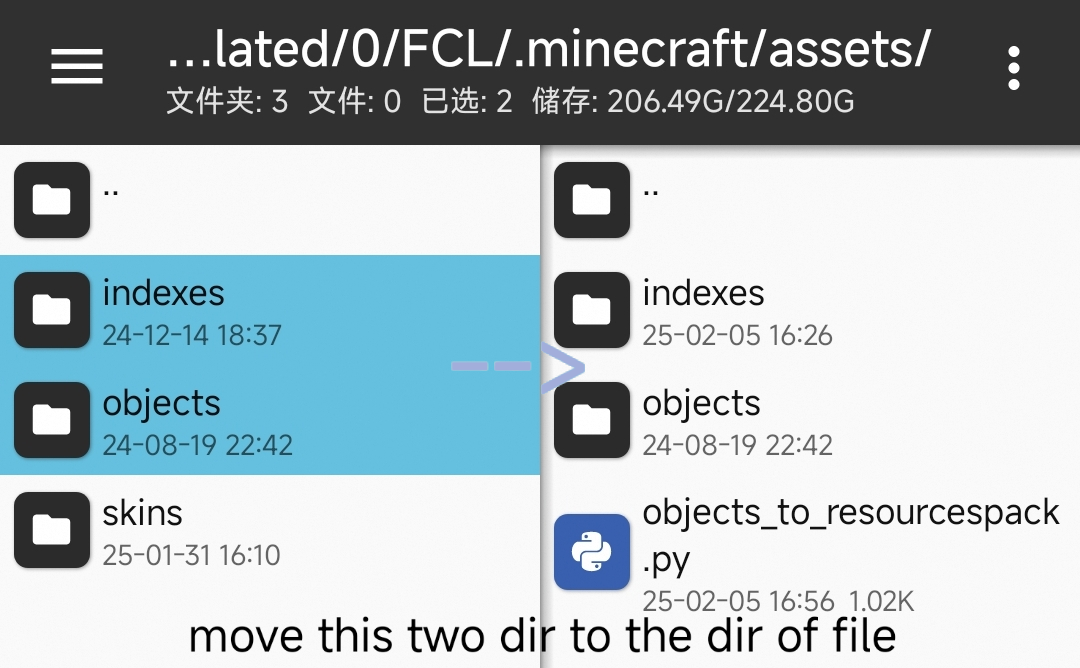 ...lated/0/FCL/.minecraft/assets/
文件夹: 3 文件: 0 已选: 2 储存: 206.49G/224.80G
..
indexes
24-12-14 18:37
objects
24-08-19 22:42
skins
25-01-31 16:10
..
indexes
25-02-05 16:26
objects
24-08-19 22:42
objects_to_resourcespack
.py
25-02-05 16:56 1.02K
-->
move this two dir to the dir of file